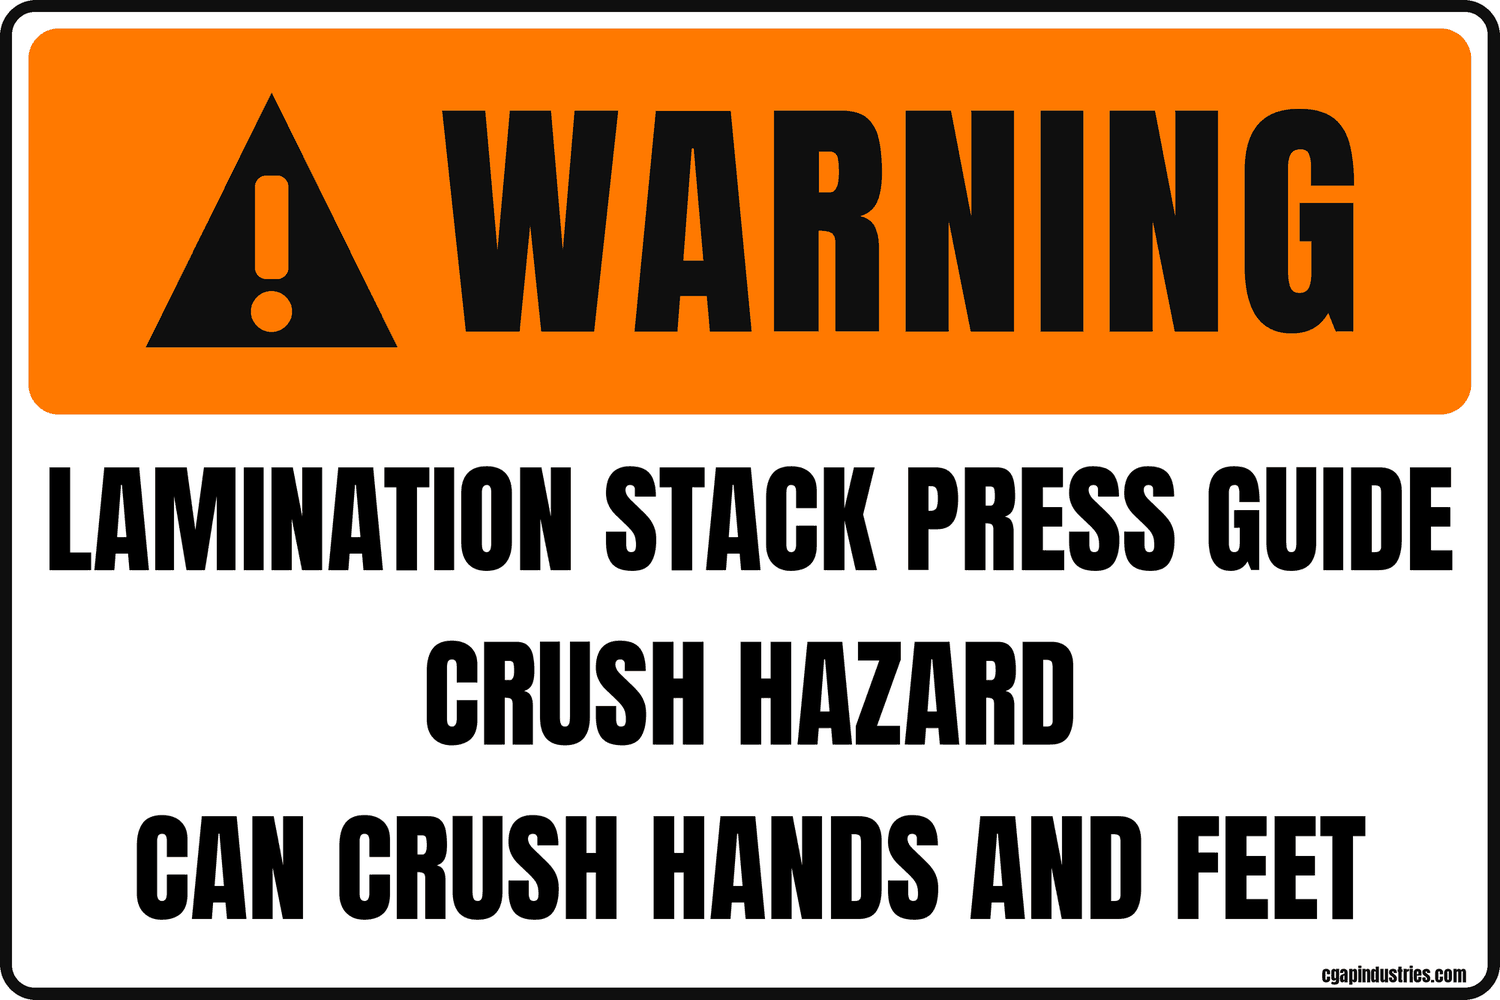 WARNING
LAMINATION STACK PRESS GUIDE
CRUSH HAZARD
CAN CRUSH HANDS AND FEET
cgapindustries.com